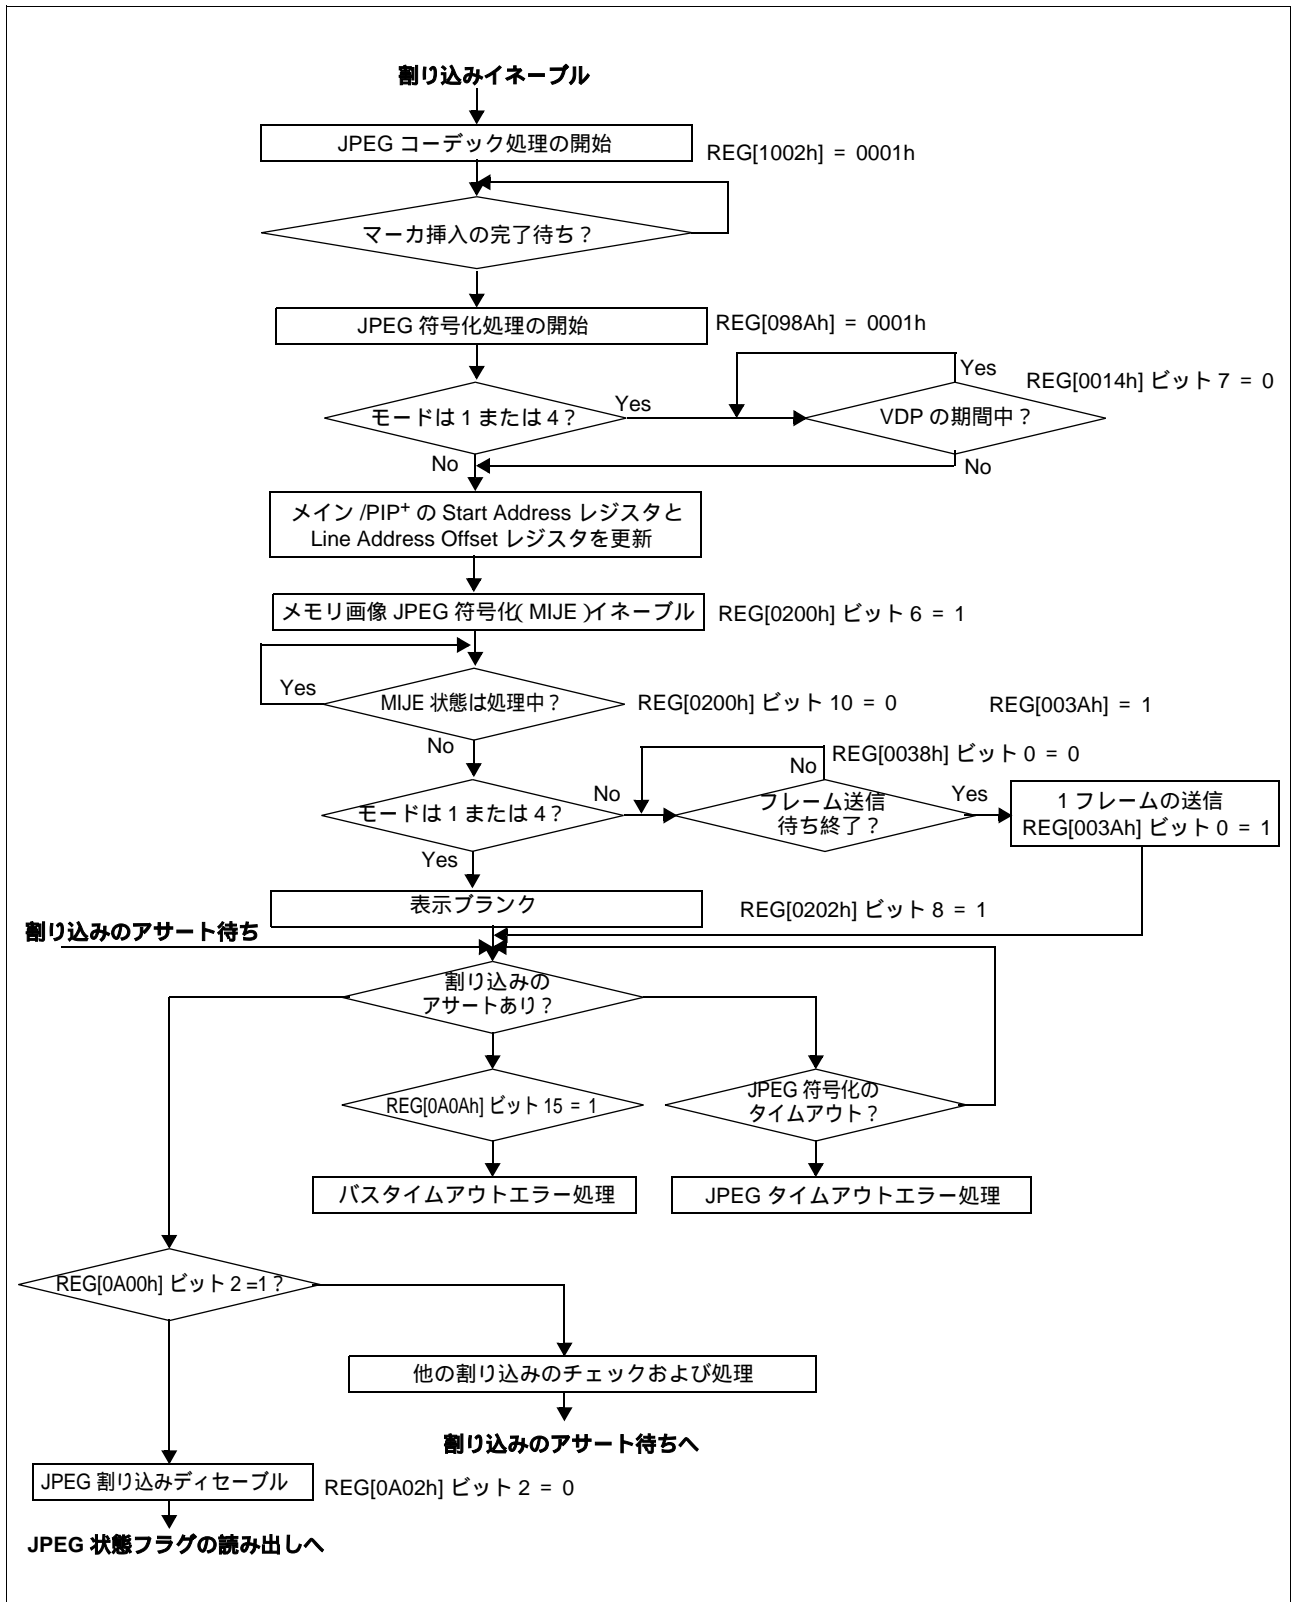 割り込みイネーブル
JPEG コーデック処理の開始
REG[1002h] = 0001h
マーカ挿入の完了待ち？
JPEG 符号化処理の開始
REG[098Ah] = 0001h
Yes
REG[0014h] ビット 7 = 0
モードは 1 または 4？
Yes
VDP の期間中？
No
No
メイン /PIP+ の Start Address レジスタと
Line Address Offset レジスタを更新
メモリ画像 JPEG 符号化( MIJE )イネーブル
REG[0200h] ビット 6 = 1
Yes
MIJE 状態は処理中？
REG[0200h] ビット 10 = 0
REG[003Ah] = 1
No
REG[0038h] ビット 0 = 0
No
モードは 1 または 4？
No
フレーム送信
待ち終了？
Yes
1 フレームの送信
REG[003Ah] ビット 0 = 1
Yes
表示ブランク
REG[0202h] ビット 8 = 1
割り込みのアサート待ち
割り込みの
アサートあり？
REG[0A0Ah] ビット 15 = 1
JPEG 符号化の
タイムアウト？
バスタイムアウトエラー処理
JPEG タイムアウトエラー処理
REG[0A00h] ビット 2 =1？
他の割り込みのチェックおよび処理
割り込みのアサート待ちへ
JPEG 割り込みディセーブル
REG[0A02h] ビット 2 = 0
JPEG 状態フラグの読み出しへ